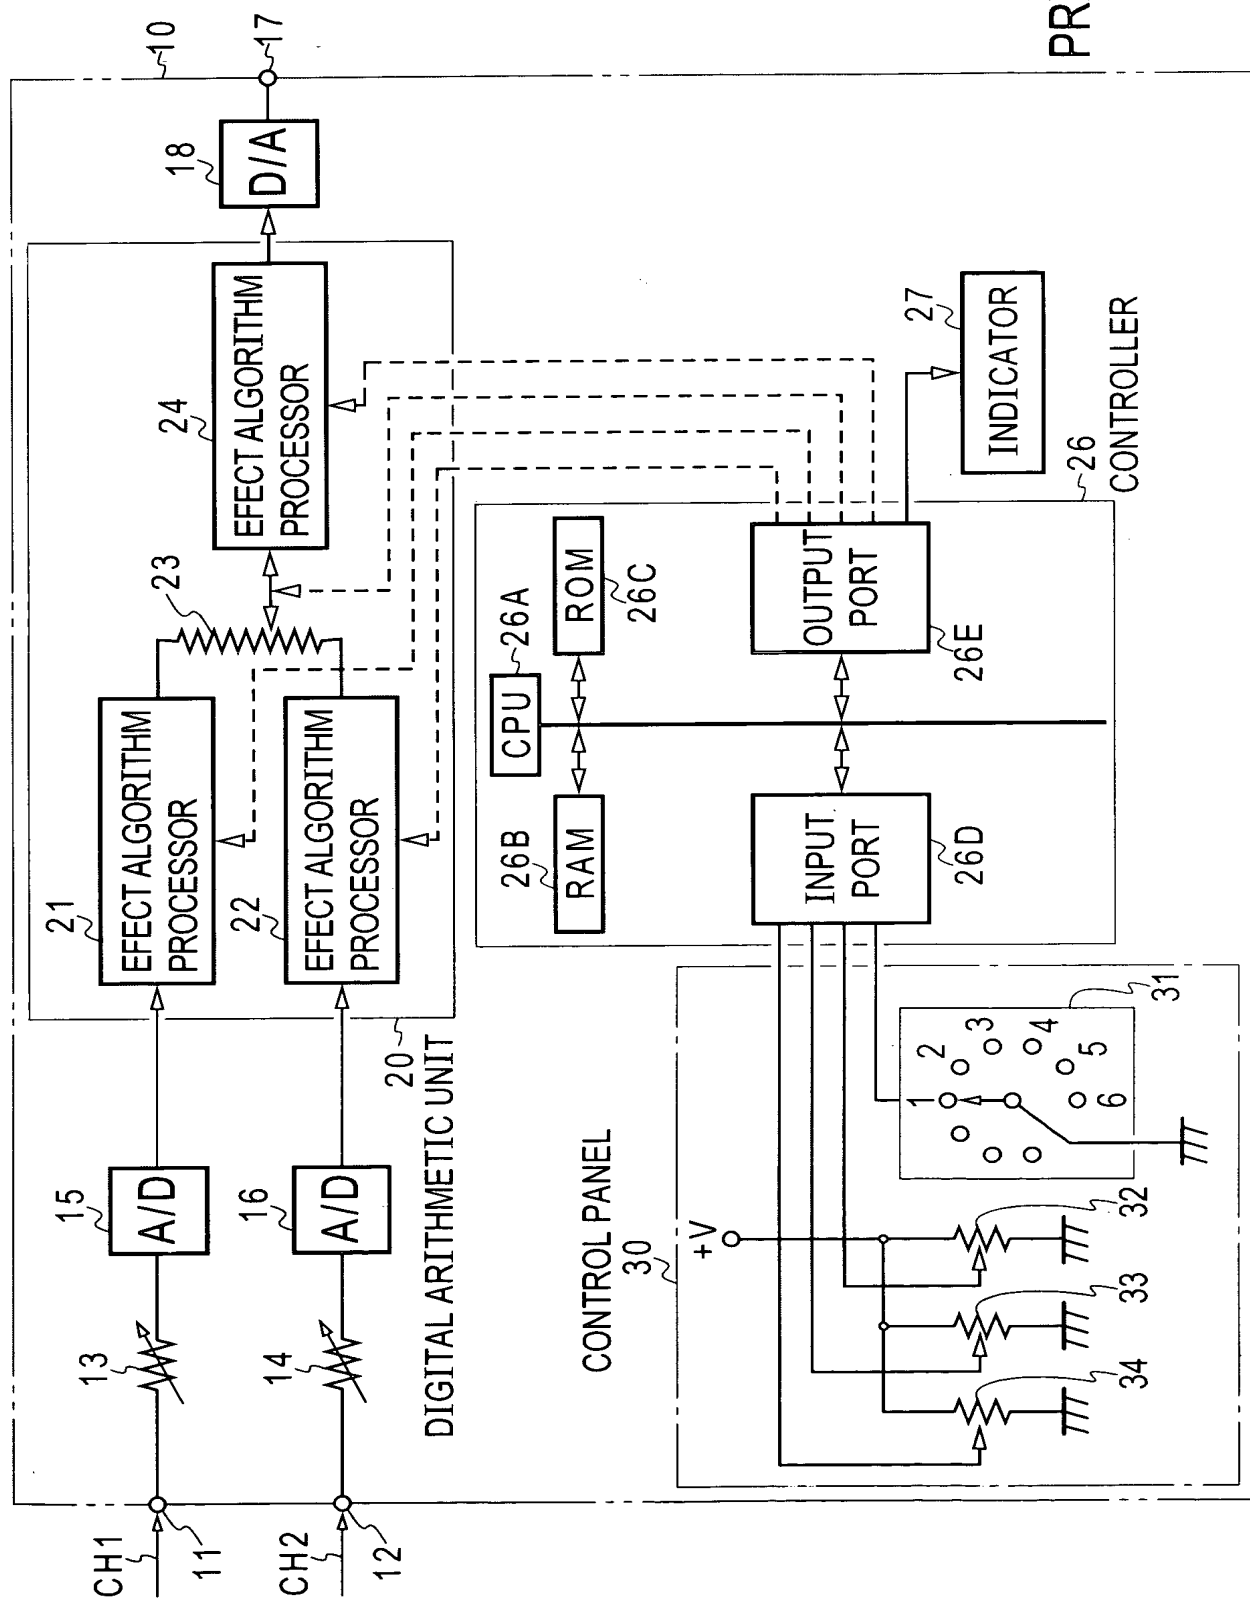 PR
10
17
18
D/A
24
EFECT ALGORITHM
PROCESSOR
23
21
EFECT ALGORITHM
PROCESSOR
22
EFECT ALGORITHM
PROCESSOR
20
DIGITAL ARITHMETIC UNIT
15
A/D
16
A/D
13
14
CH1
11
CH2
12
27
INDICATOR
26
CONTROLLER
CPU
26A
ROM
26C
26B
RAM
OUTPUT
PORT
26E
INPUT
PORT
26D
CONTROL PANEL
30
+V
31
1
2
3
4
5
6
32
33
34